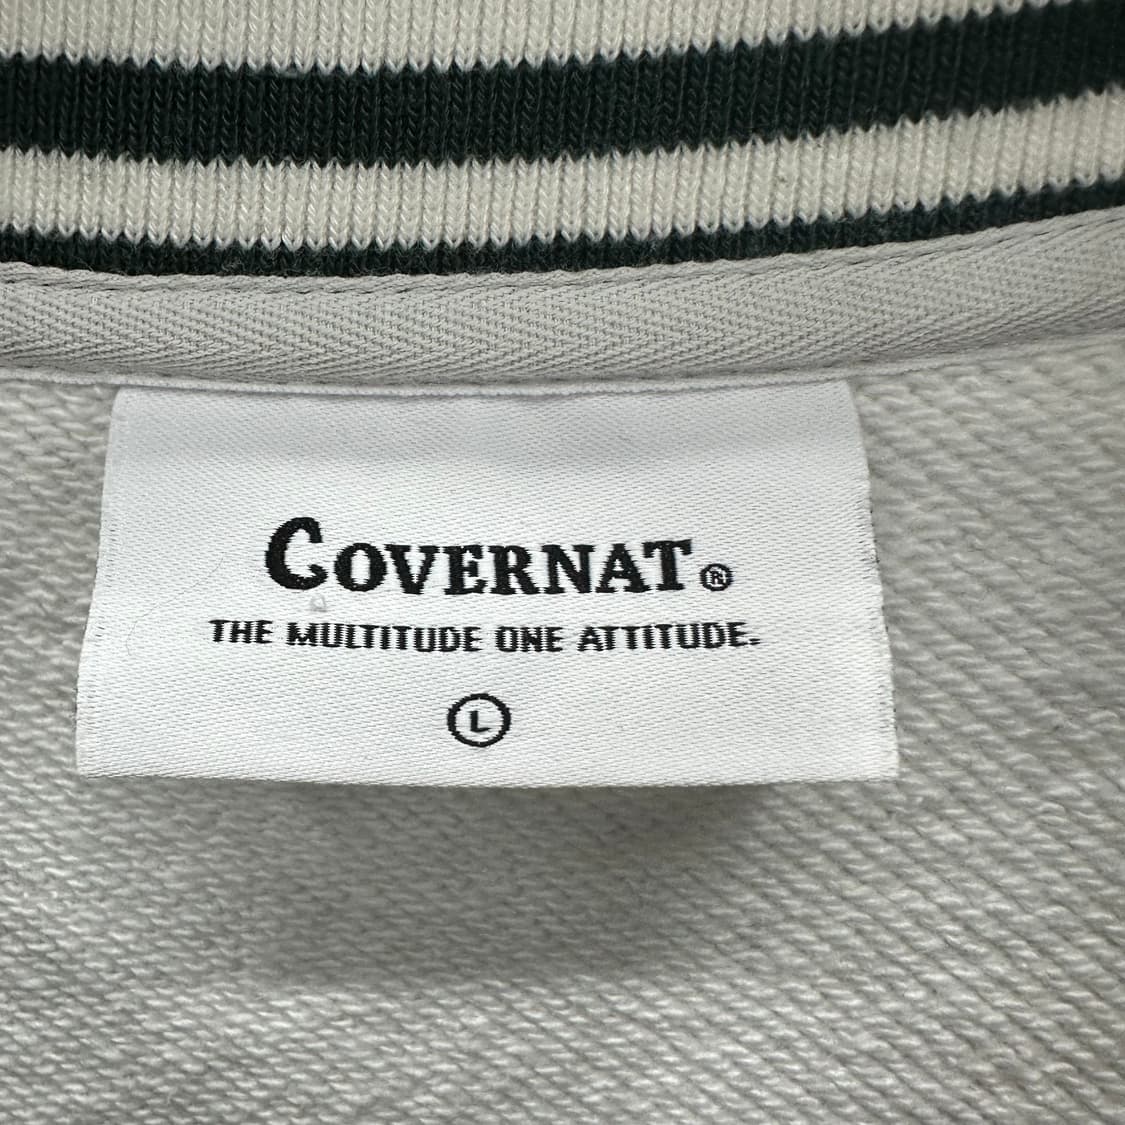 COVERNAT®
THE MULTITUDE ONE ATTITUDE.
L